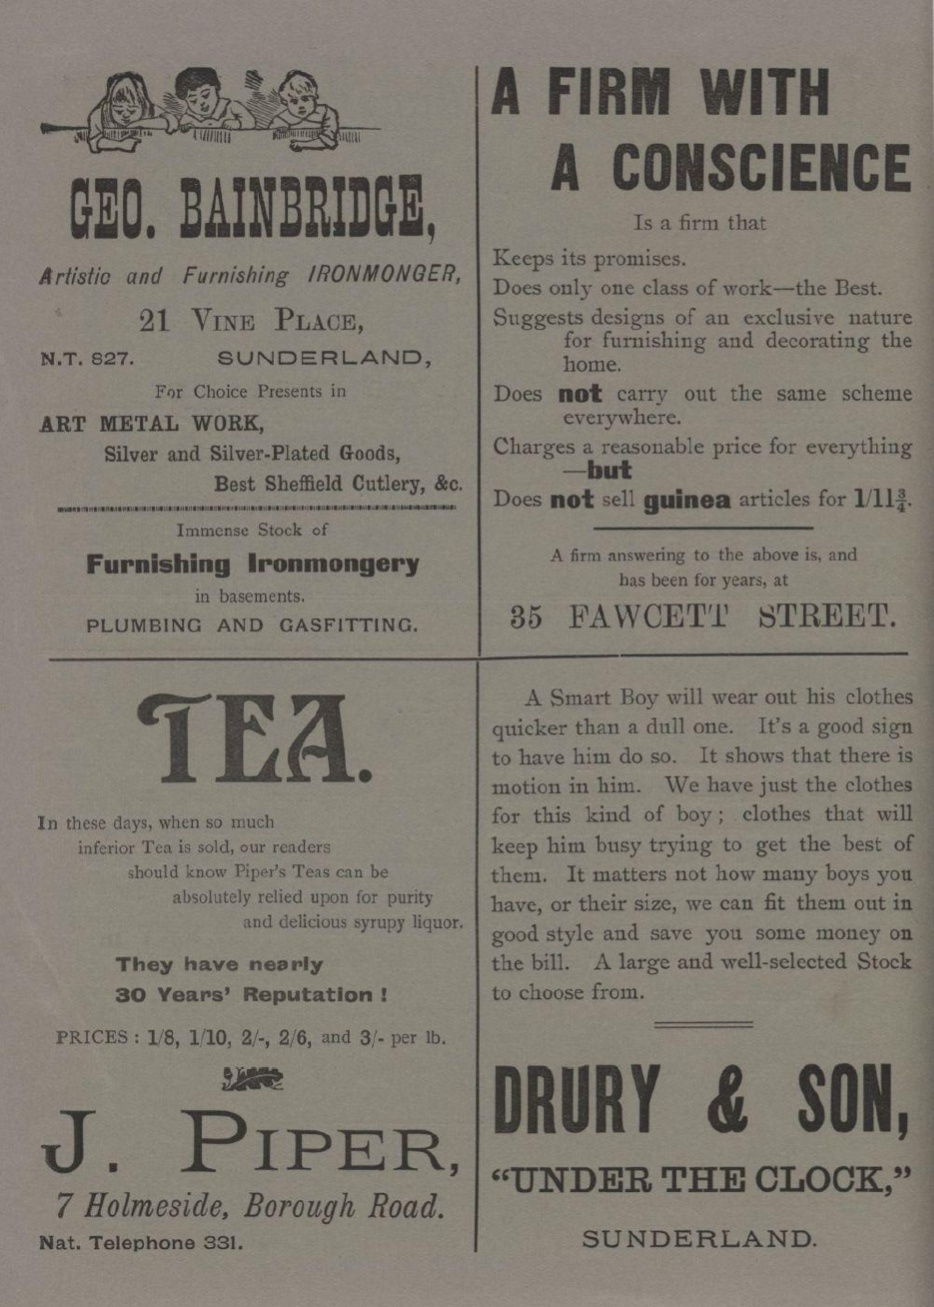 GEO. BAINBRIDGE,
Artistic and Furnishing IRONMONGER,
21 VINE PLACE,
N.T. 827. SUNDERLAND,
For Choice Presents in
ART METAL WORK,
Silver and Silver-Plated Goods,
Best Sheffield Cutlery, &c.
Immense Stock of
Furnishing Ironmongery
in basements.
PLUMBING AND GASFITTING.
A FIRM WITH
A CONSCIENCE
Is a firm that
Keeps its promises.
Does only one class of work—the Best.
Suggests designs of an exclusive nature
for furnishing and decorating the
home.
Does not carry out the same scheme
everywhere.
Charges a reasonable price for everything
—but
Does not sell guinea articles for 1/11¾.
A firm answering to the above is, and
has been for years, at
35 FAWCETT STREET.
TEA.
In these days, when so much
inferior Tea is sold, our readers
should know Piper's Teas can be
absolutely relied upon for purity
and delicious syrupy liquor.
They have nearly
30 Years' Reputation !
PRICES : 1/8, 1/10, 2/-, 2/6, and 3/- per lb.
J. PIPER,
7 Holmeside, Borough Road.
Nat. Telephone 331.
A Smart Boy will wear out his clothes
quicker than a dull one. It's a good sign
to have him do so. It shows that there is
motion in him. We have just the clothes
for this kind of boy ; clothes that will
keep him busy trying to get the best of
them. It matters not how many boys you
have, or their size, we can fit them out in
good style and save you some money on
the bill. A large and well-selected Stock
to choose from.
DRURY & SON,
“UNDER THE CLOCK,”
SUNDERLAND.